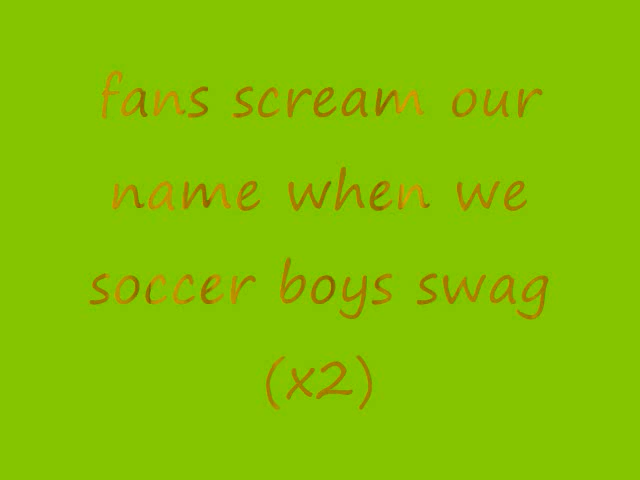 fans scream our
name when we
soccer boys swag
(x2)